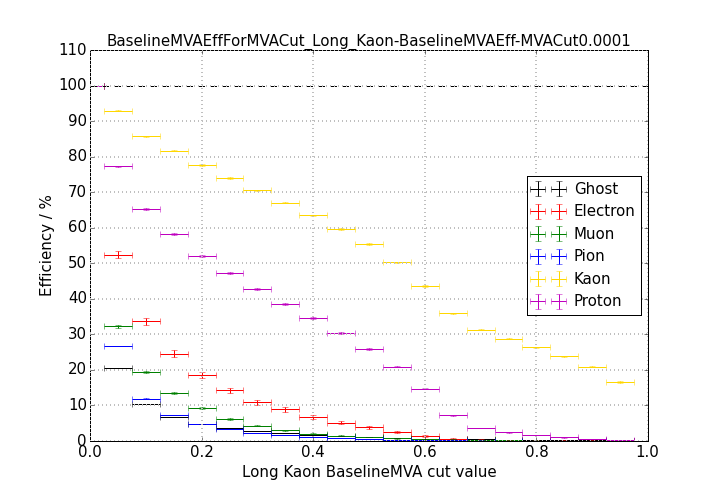 BaselineMVAEffForMVACut_Long_Kaon-BaselineMVAEff-MVACut0.0001
110
100
90
80
70
60
50
40
30
20
10
0
Efficiency / %
Ghost
Electron
Muon
Pion
Kaon
Proton
0.0 0.2 0.4 0.6 0.8 1.0
Long Kaon BaselineMVA cut value